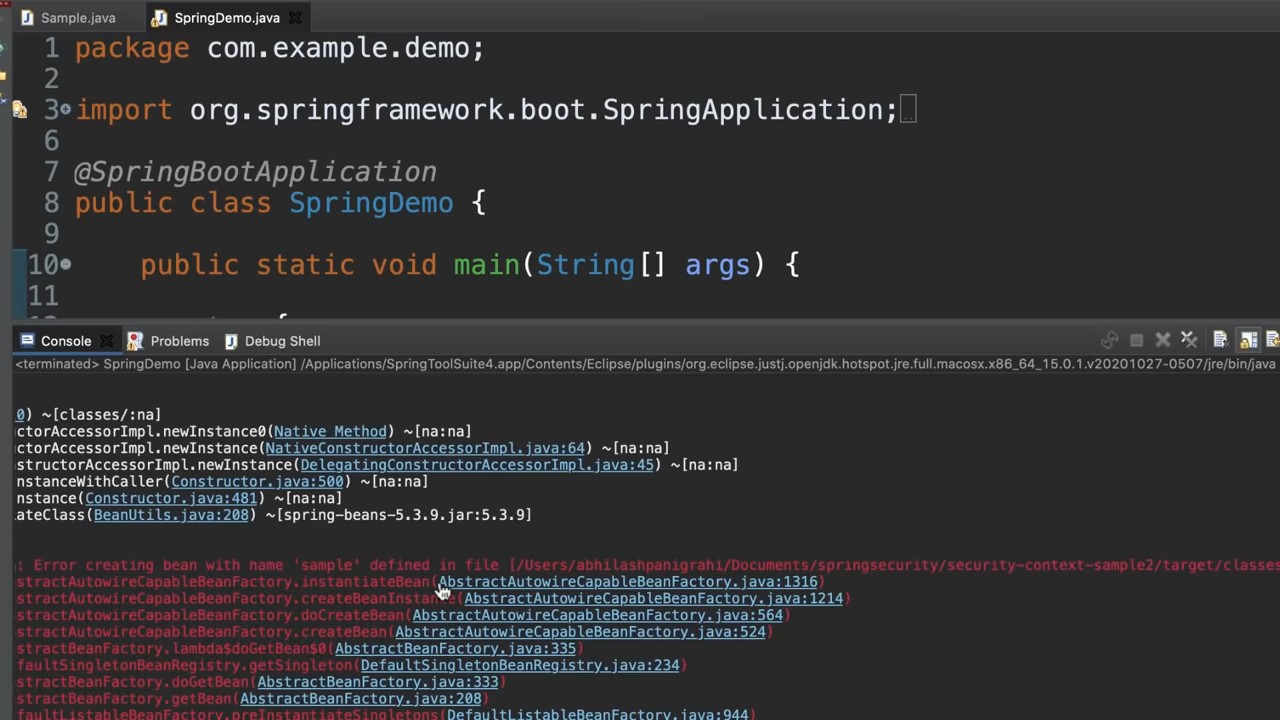 Sample.java SpringDemo.java
1 package com.example.demo;
2
3 import org.springframework.boot.SpringApplication;
6
7 @SpringBootApplication
8 public class SpringDemo {
9
10 public static void main(String[] args) {
11
Console Problems Debug Shell
<terminated> SpringDemo [Java Application] /Applications/SpringToolSuite4.app/Contents/Eclipse/plugins/org.eclipse.justj.openjdk.hotspot.jre.full.macosx.x86_64_15.0.1.v20201027-0507/jre/bin/java
0) ~[classes/:na]
ctorAccessorImpl.newInstance0(Native Method) ~[na:na]
ctorAccessorImpl.newInstance(NativeConstructorAccessorImpl.java:64) ~[na:na]
structorAccessorImpl.newInstance(DelegatingConstructorAccessorImpl.java:45) ~[na:na]
nstanceWithCaller(Constructor.java:500) ~[na:na]
nstance(Constructor.java:481) ~[na:na]
ateClass(BeanUtils.java:208) ~[spring-beans-5.3.9.jar:5.3.9]
: Error creating bean with name 'sample' defined in file [/Users/abhilashpanigrahi/Documents/springsecurity/security-context-sample2/target/classes
stractAutowireCapableBeanFactory.instantiateBean(AbstractAutowireCapableBeanFactory.java:1316)
stractAutowireCapableBeanFactory.createBeanInstance(AbstractAutowireCapableBeanFactory.java:1214)
stractAutowireCapableBeanFactory.doCreateBean(AbstractAutowireCapableBeanFactory.java:564)
stractAutowireCapableBeanFactory.createBean(AbstractAutowireCapableBeanFactory.java:524)
stractBeanFactory.lambda$doGetBean$0(AbstractBeanFactory.java:335)
faultSingletonBeanRegistry.getSingleton(DefaultSingletonBeanRegistry.java:234)
stractBeanFactory.doGetBean(AbstractBeanFactory.java:333)
stractBeanFactory.getBean(AbstractBeanFactory.java:208)
faultListableBeanFactory.preInstantiateSingletons(DefaultListableBeanFactory.java:944)